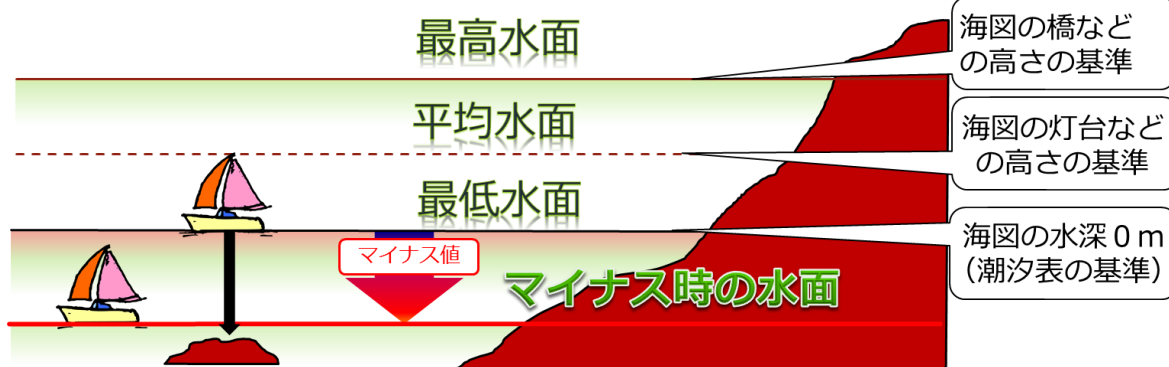 最高水面
海図の橋など
の高さの基準
平均水面
海図の灯台など
の高さの基準
最低水面
海図の水深０ｍ
（潮汐表の基準）
マイナス値
マイナス時の水面